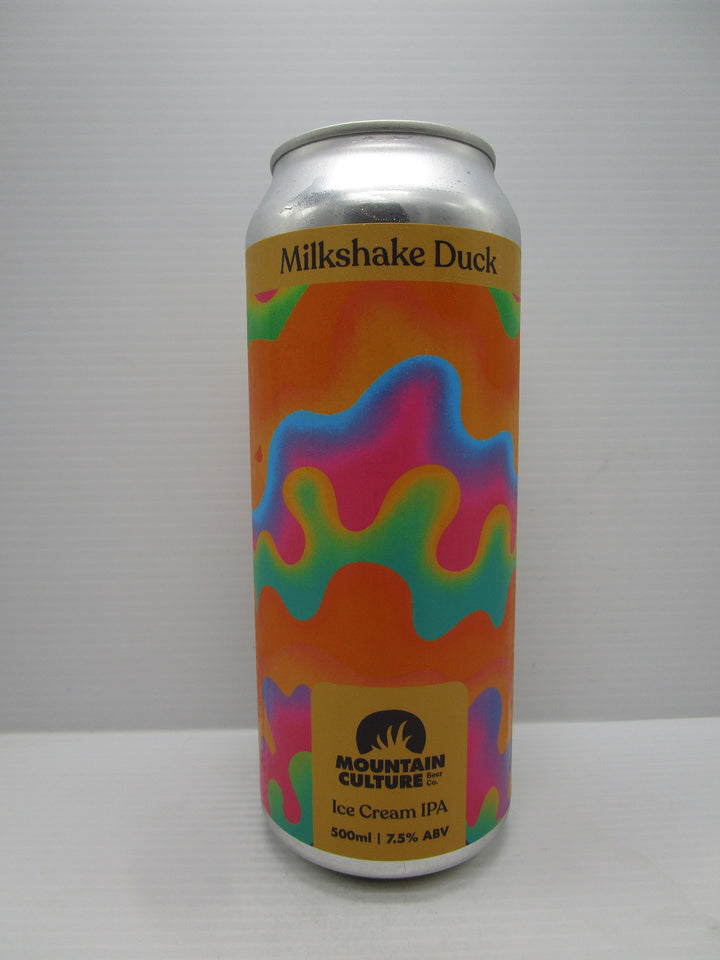 Milkshake Duck
MOUNTAIN
CULTURE Beer Co.
Ice Cream IPA
500ml | 7.5% ABV